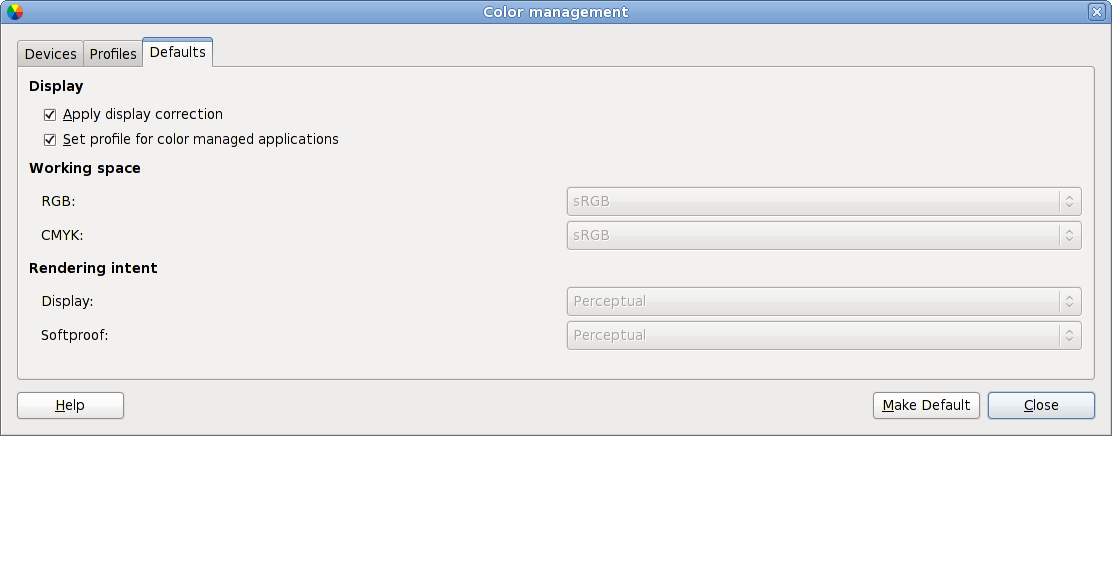 Color management
Devices Profiles Defaults
Display
Apply display correction
Set profile for color managed applications
Working space
RGB: sRGB
CMYK: sRGB
Rendering intent
Display: Perceptual
Softproof: Perceptual
Help Make Default Close